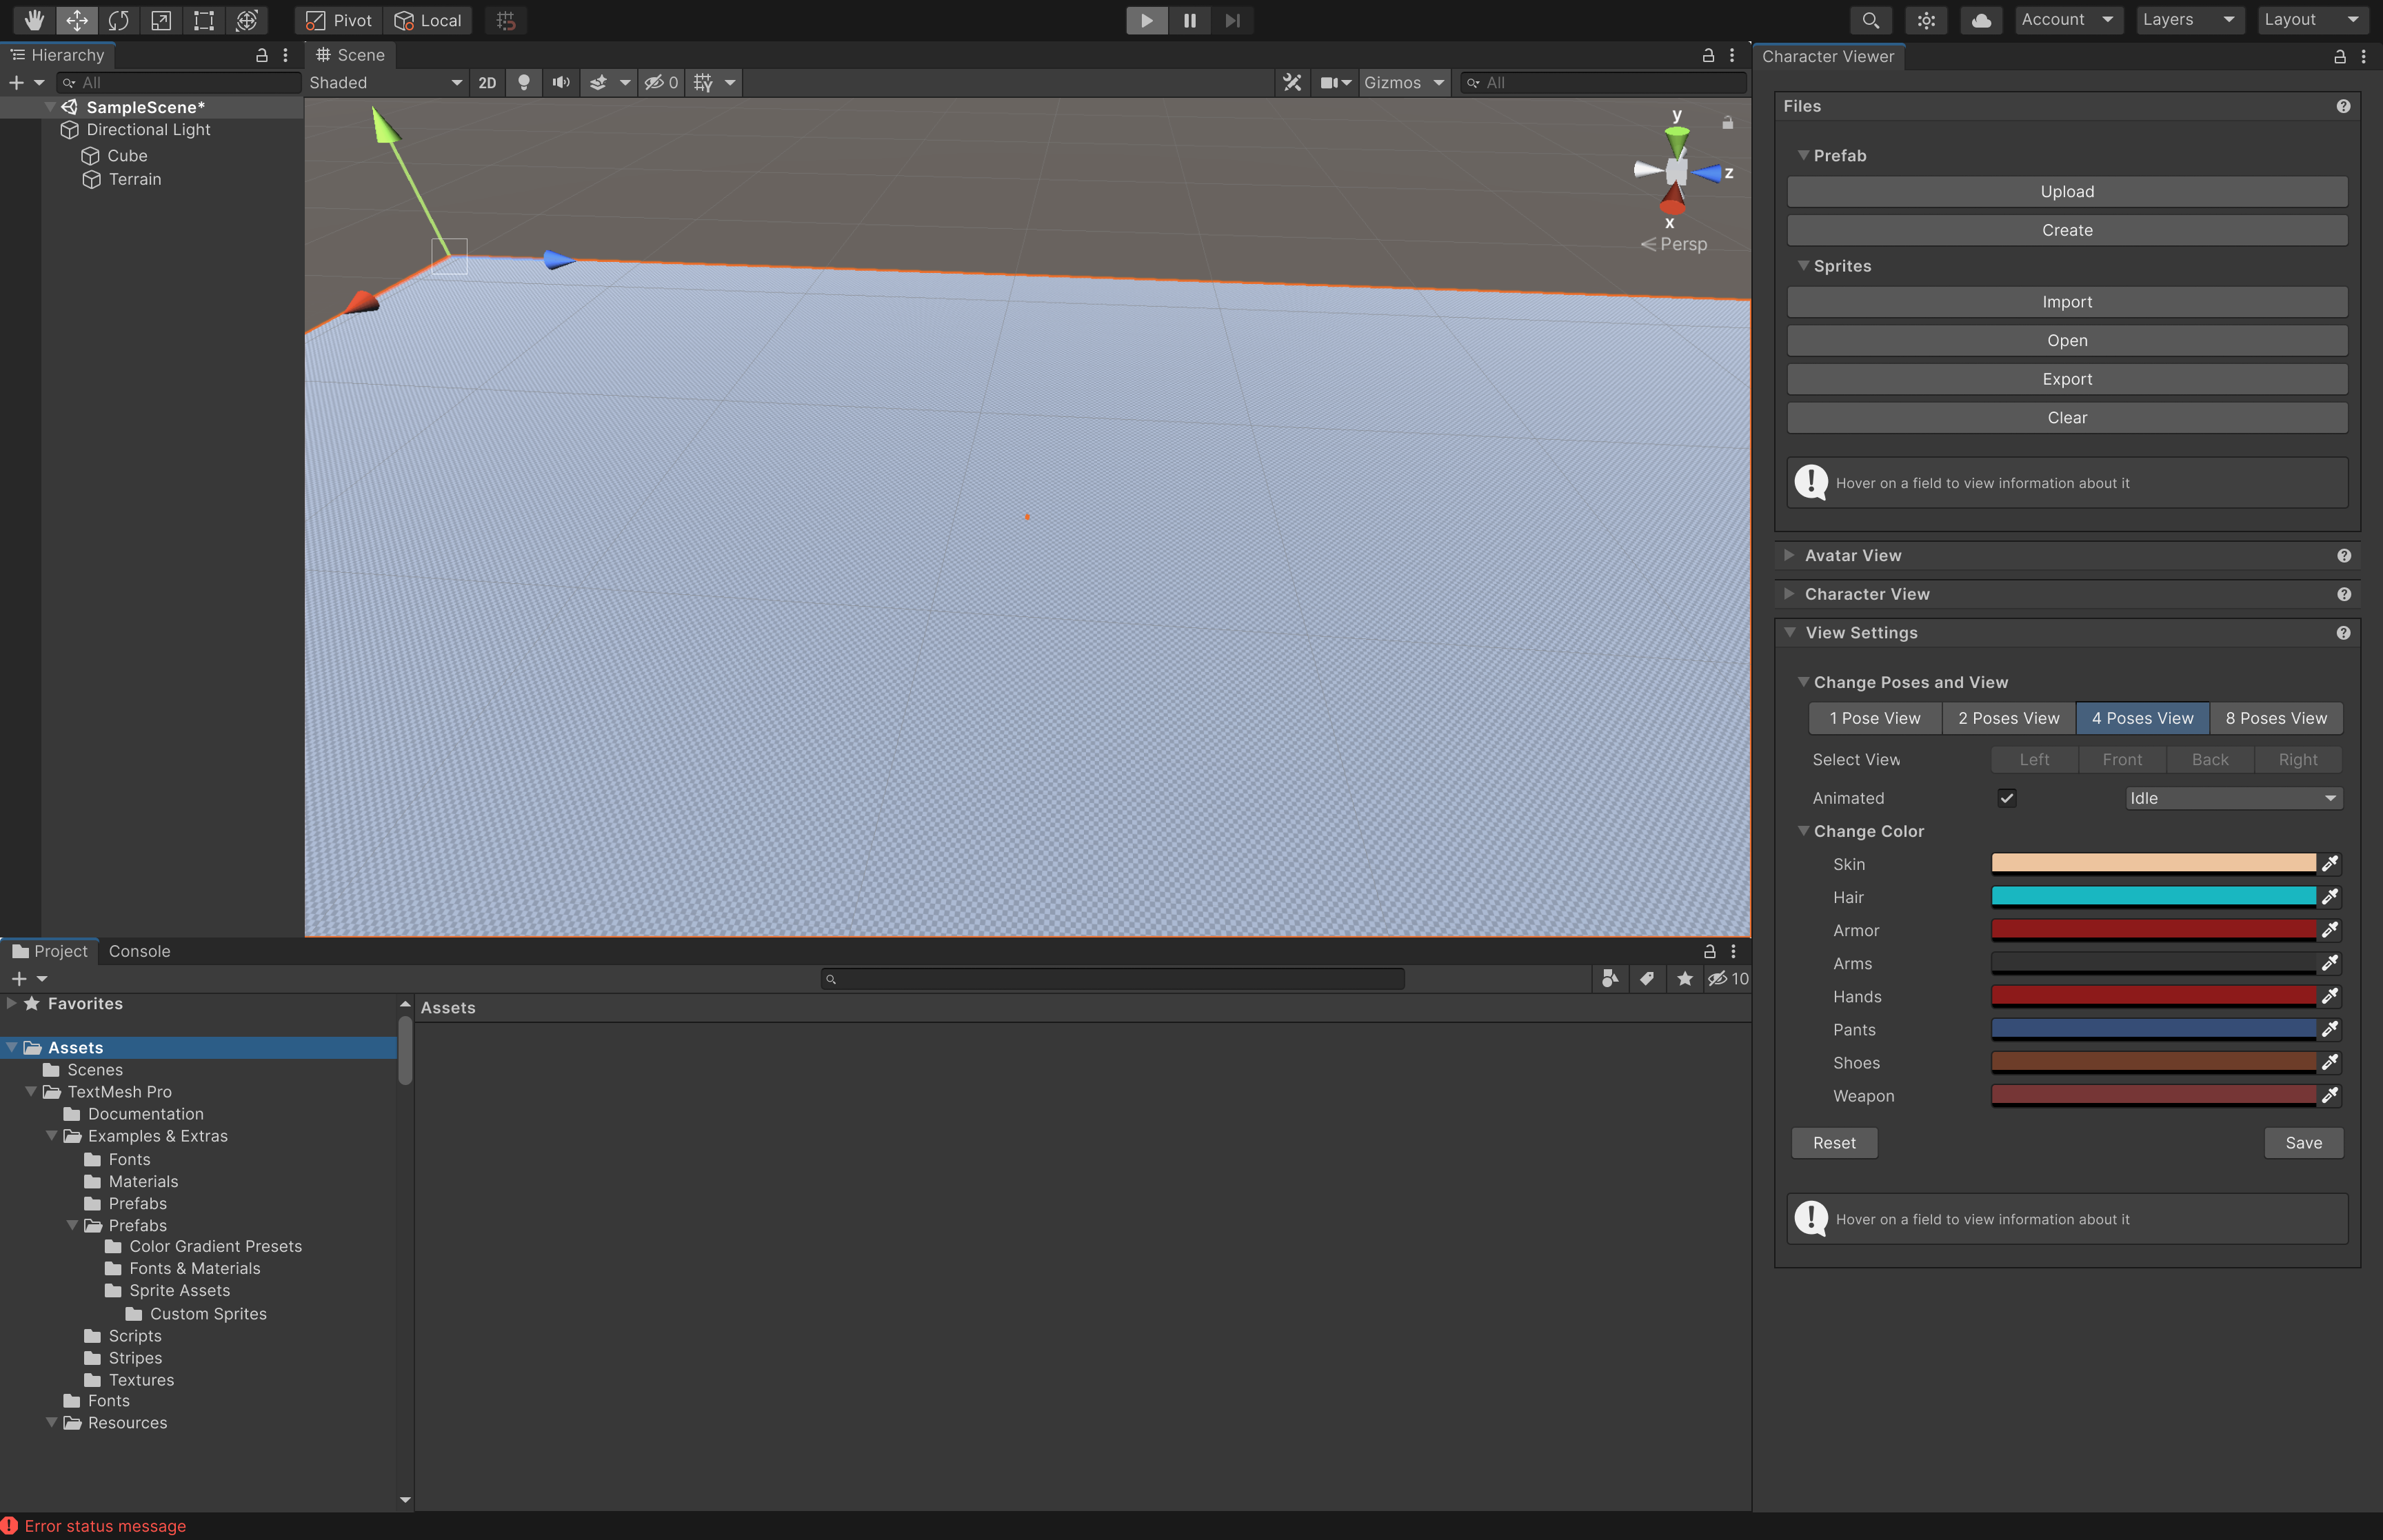 Pivot Local Account Layers Layout
Hierarchy
All
SampleScene*
Directional Light
Cube
Terrain
Scene
Shaded 2D 0 Gizmos All
y
z
x
Persp
Project Console
10
Favorites
Assets
Scenes
TextMesh Pro
Documentation
Examples & Extras
Fonts
Materials
Prefabs
Prefabs
Color Gradient Presets
Fonts & Materials
Sprite Assets
Custom Sprites
Scripts
Stripes
Textures
Fonts
Resources
Assets
Character Viewer
Files
Prefab
Upload
Create
Sprites
Import
Open
Export
Clear
Hover on a field to view information about it
Avatar View
Character View
View Settings
Change Poses and View
1 Pose View 2 Poses View 4 Poses View 8 Poses View
Select View Left Front Back Right
Animated Idle
Change Color
Skin
Hair
Armor
Arms
Hands
Pants
Shoes
Weapon
Reset Save
Hover on a field to view information about it
Error status message